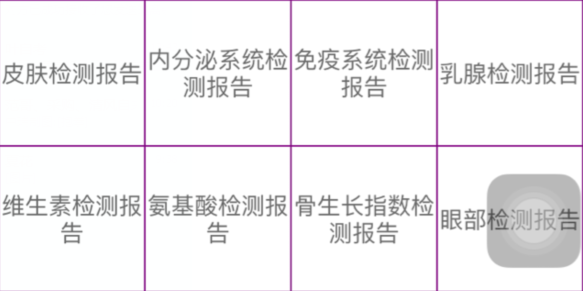 皮肤检测报告
内分泌系统检
测报告
免疫系统检测
报告
乳腺检测报告
维生素检测报
告
氨基酸检测报
告
骨生长指数检
测报告
眼部检测报告